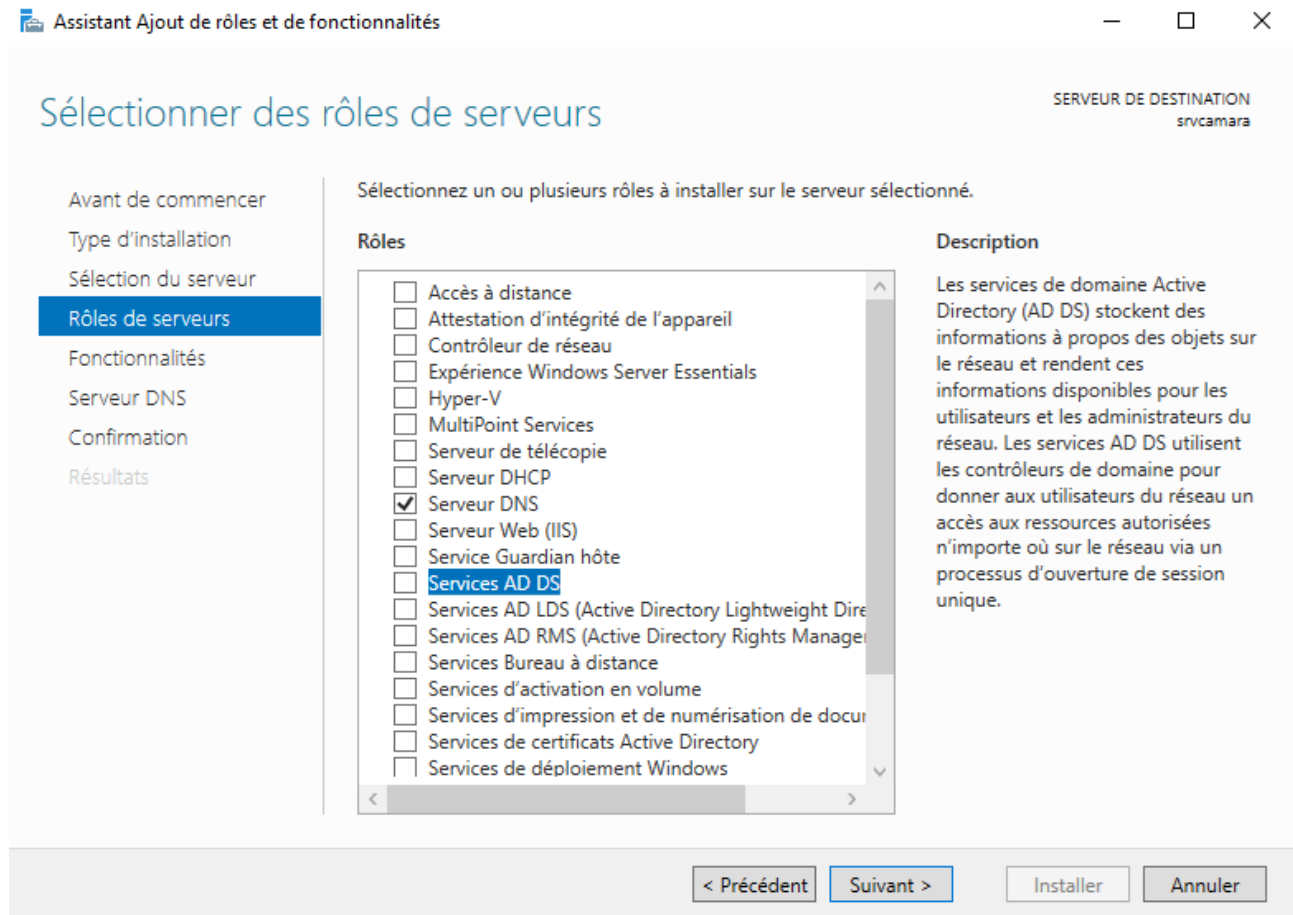 Assistant Ajout de rôles et de fonctionnalités
Sélectionner des rôles de serveurs
SERVEUR DE DESTINATION
srvcamara
Avant de commencer
Type d'installation
Sélection du serveur
Rôles de serveurs
Fonctionnalités
Serveur DNS
Confirmation
Résultats
Sélectionnez un ou plusieurs rôles à installer sur le serveur sélectionné.
Rôles
Accès à distance
Attestation d'intégrité de l'appareil
Contrôleur de réseau
Expérience Windows Server Essentials
Hyper-V
MultiPoint Services
Serveur de télécopie
Serveur DHCP
Serveur DNS
Serveur Web (IIS)
Service Guardian hôte
Services AD DS
Services AD LDS (Active Directory Lightweight Dire
Services AD RMS (Active Directory Rights Manager
Services Bureau à distance
Services d'activation en volume
Services d'impression et de numérisation de docur
Services de certificats Active Directory
Services de déploiement Windows
Description
Les services de domaine Active
Directory (AD DS) stockent des
informations à propos des objets sur
le réseau et rendent ces
informations disponibles pour les
utilisateurs et les administrateurs du
réseau. Les services AD DS utilisent
les contrôleurs de domaine pour
donner aux utilisateurs du réseau un
accès aux ressources autorisées
n'importe où sur le réseau via un
processus d'ouverture de session
unique.
< Précédent
Suivant >
Installer
Annuler